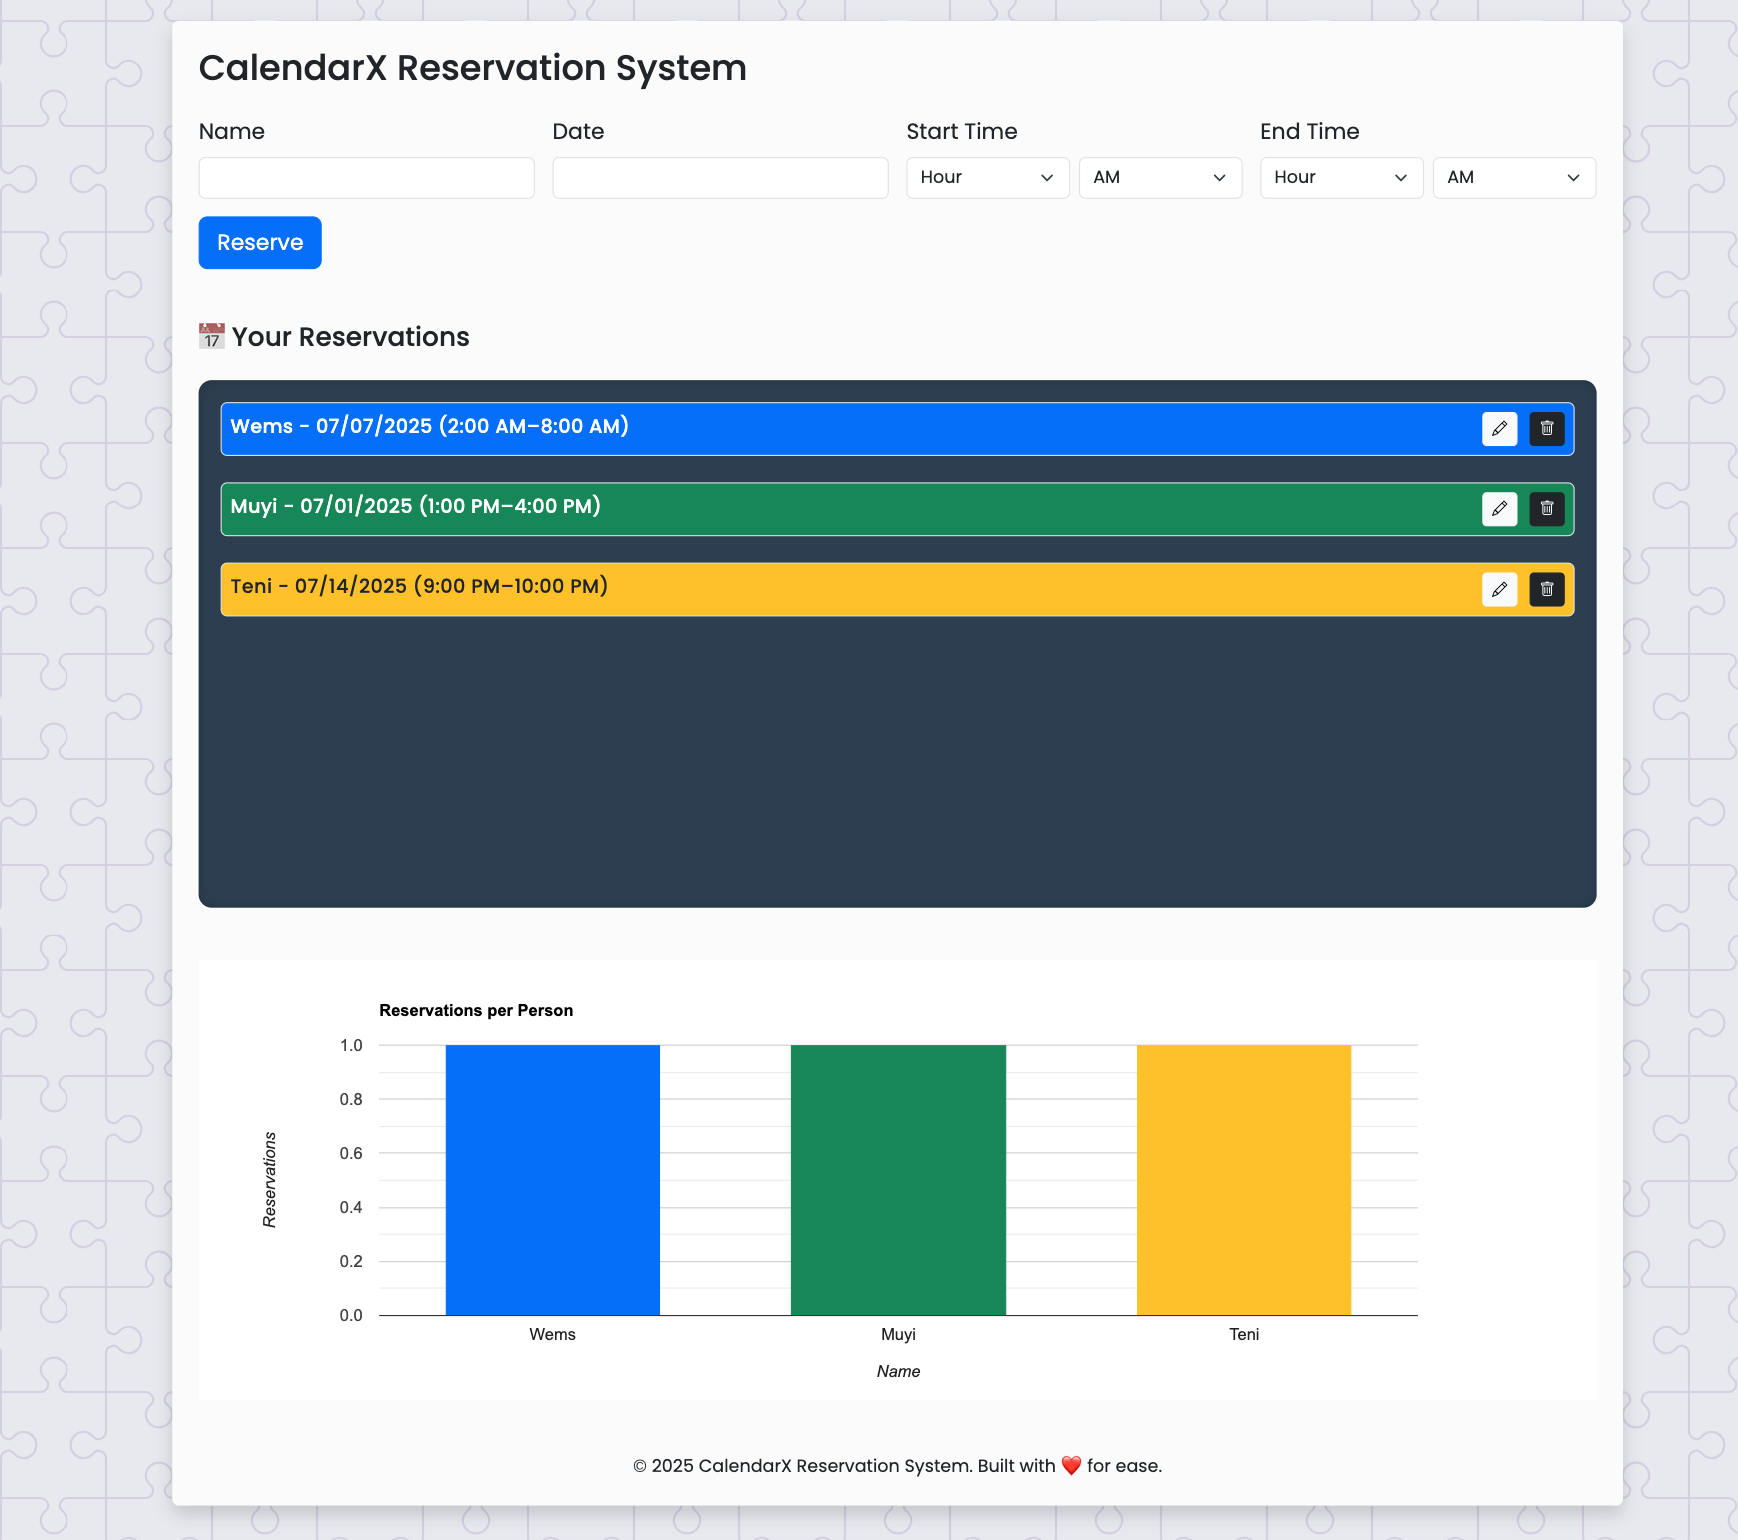 CalendarX Reservation System
Name Date Start Time End Time
Hour AM Hour AM
Reserve
17 Your Reservations
Wems - 07/07/2025 (2:00 AM–8:00 AM)
Muyi - 07/01/2025 (1:00 PM–4:00 PM)
Teni - 07/14/2025 (9:00 PM–10:00 PM)
Reservations per Person
1.0
0.8
0.6
0.4
0.2
0.0
Reservations
Wems Muyi Teni
Name
© 2025 CalendarX Reservation System. Built with ❤️ for ease.